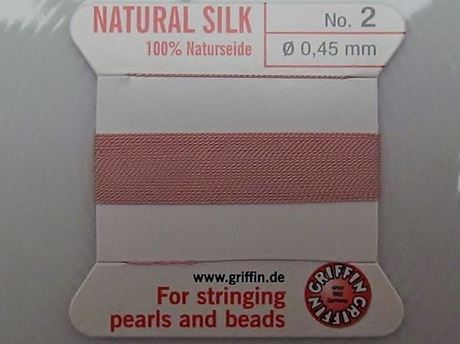 NATURAL SILK
100% Naturseide
No. 2
Ø 0,45 mm
www.griffin.de
For stringing
pearls and beads
GRIFFIN
GRIFFIN
Germany